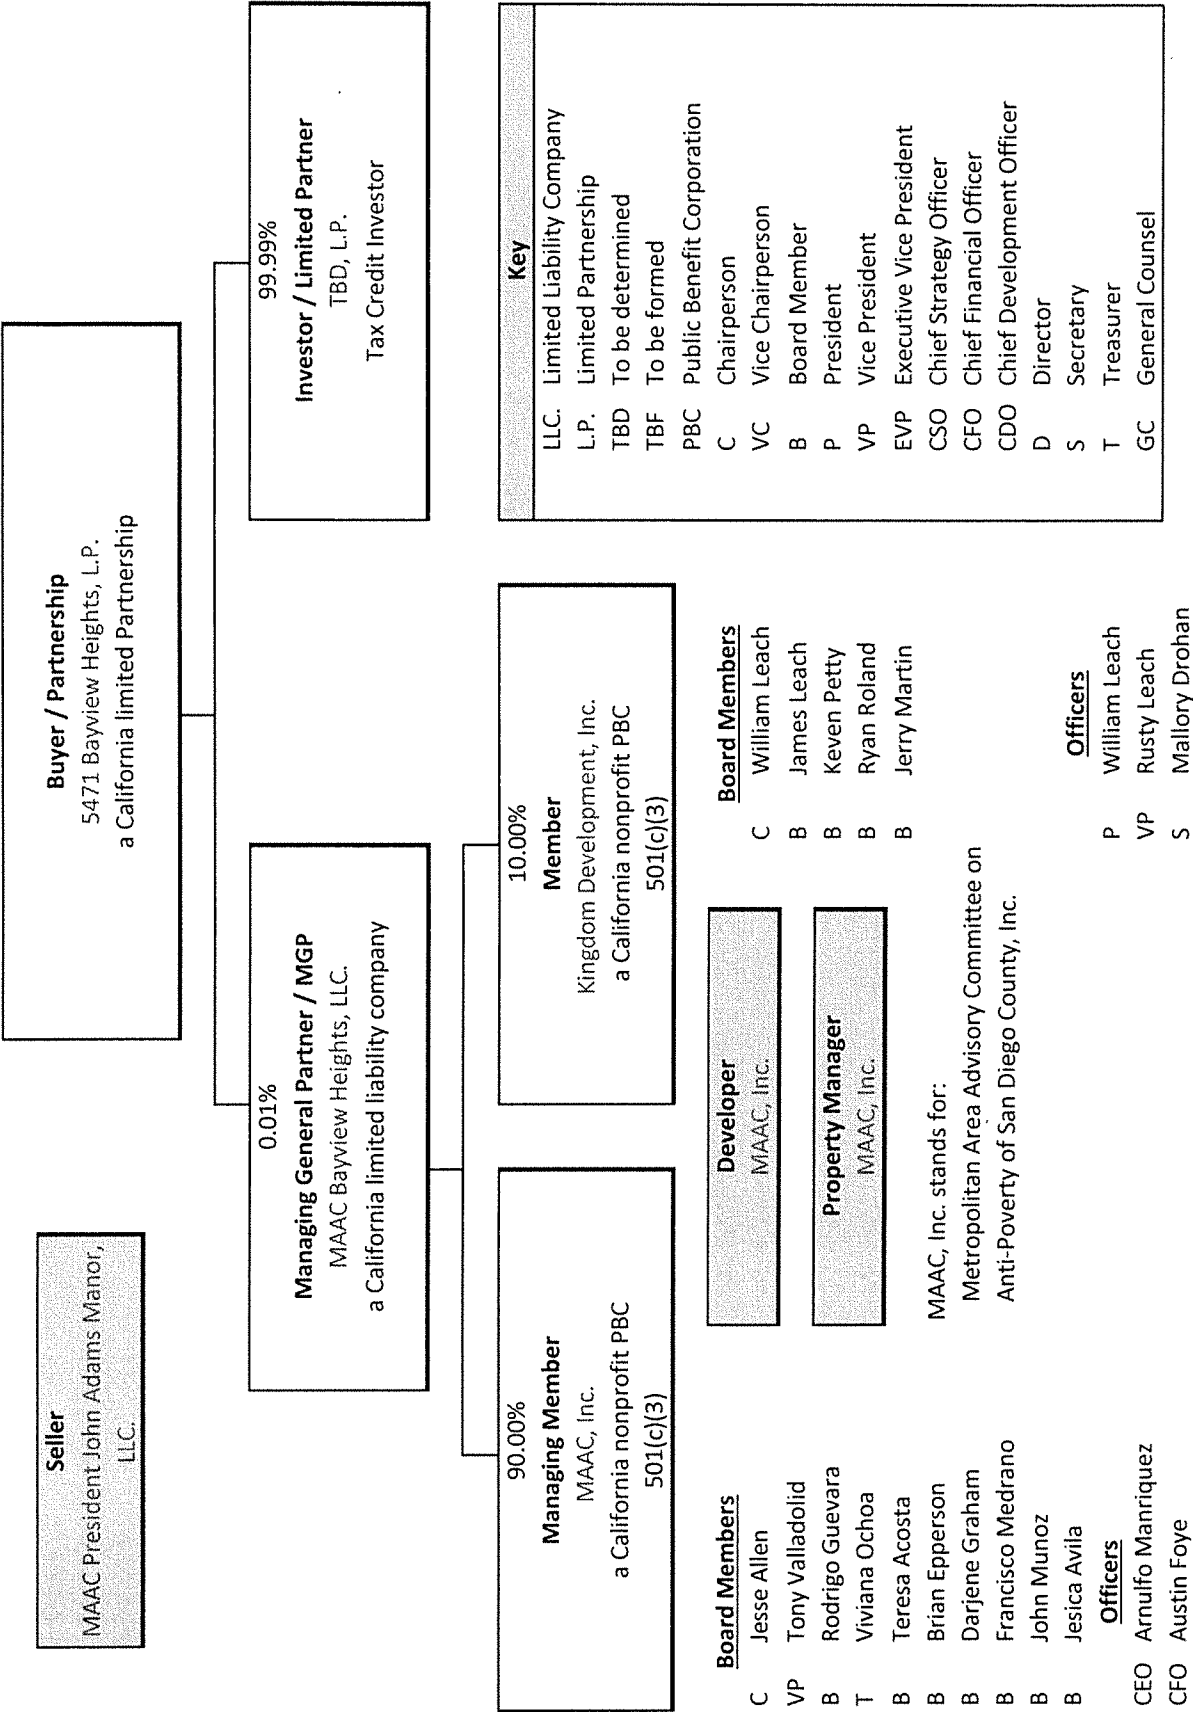 Seller
MAAC President John Adams Manor,
LLC.
Buyer / Partnership
5471 Bayview Heights, L.P.
a California limited Partnership
0.01%
Managing General Partner / MGP
MAAC Bayview Heights, LLC.
a California limited liability company
99.99%
Investor / Limited Partner
TBD, L.P.
Tax Credit Investor
90.00%
Managing Member
MAAC, Inc.
a California nonprofit PBC
501(c)(3)
10.00%
Member
Kingdom Development, Inc.
a California nonprofit PBC
501(c)(3)
Key
LLC. Limited Liability Company
L.P. Limited Partnership
TBD To be determined
TBF To be formed
PBC Public Benefit Corporation
C Chairperson
VC Vice Chairperson
B Board Member
P President
VP Vice President
EVP Executive Vice President
CSO Chief Strategy Officer
CFO Chief Financial Officer
CDO Chief Development Officer
D Director
S Secretary
T Treasurer
GC General Counsel
Board Members
C Jesse Allen
VP Tony Valladolid
B Rodrigo Guevara
T Viviana Ochoa
B Teresa Acosta
B Brian Epperson
B Darjene Graham
B Francisco Medrano
B John Munoz
B Jesica Avila
Officers
CEO Arnulfo Manriquez
CFO Austin Foye
Developer
MAAC, Inc.
Property Manager
MAAC, Inc.
MAAC, Inc. stands for:
Metropolitan Area Advisory Committee on
Anti-Poverty of San Diego County, Inc.
Board Members
C William Leach
B James Leach
B Keven Petty
B Ryan Roland
B Jerry Martin
Officers
P William Leach
VP Rusty Leach
S Mallory Drohan